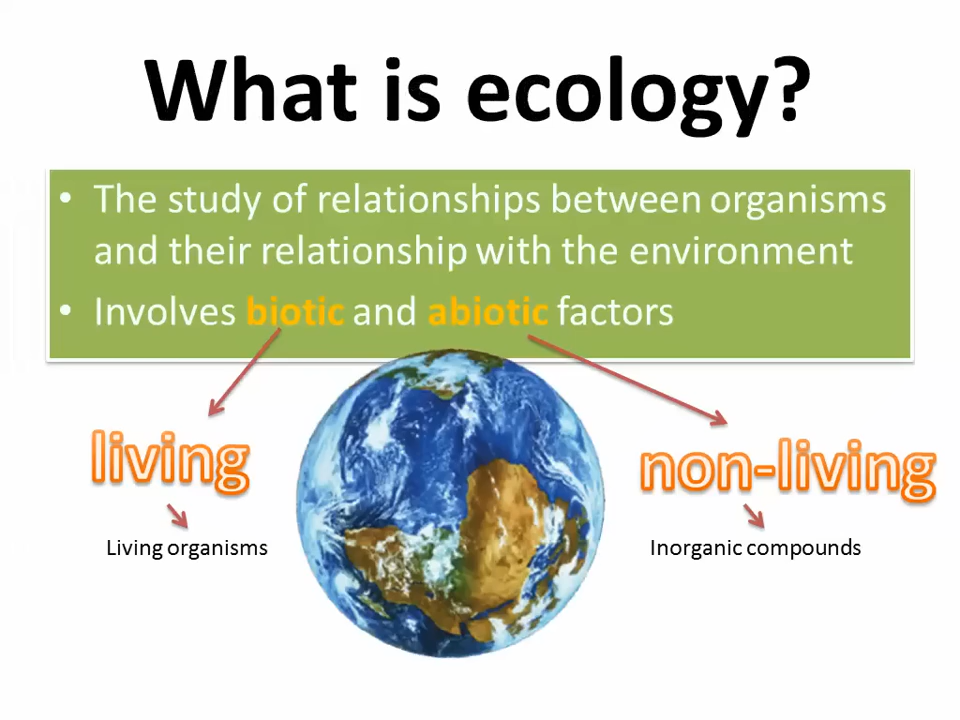 What is ecology?
• The study of relationships between organisms
and their relationship with the environment
• Involves biotic and abiotic factors
living
non-living
Living organisms
Inorganic compounds